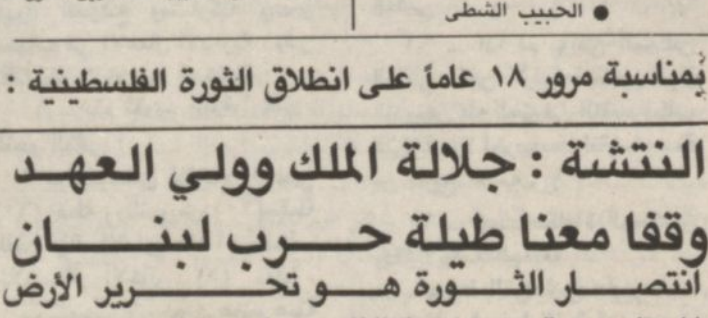 ● الحبيب الشطي
بمناسبة مرور ١٨ عاماً على انطلاق الثورة الفلسطينية :
النتشة : جلالة الملك وولي العهد
وقفا معنا طيلة حرب لبنان
انتصار الثورة هو تحرير الأرض